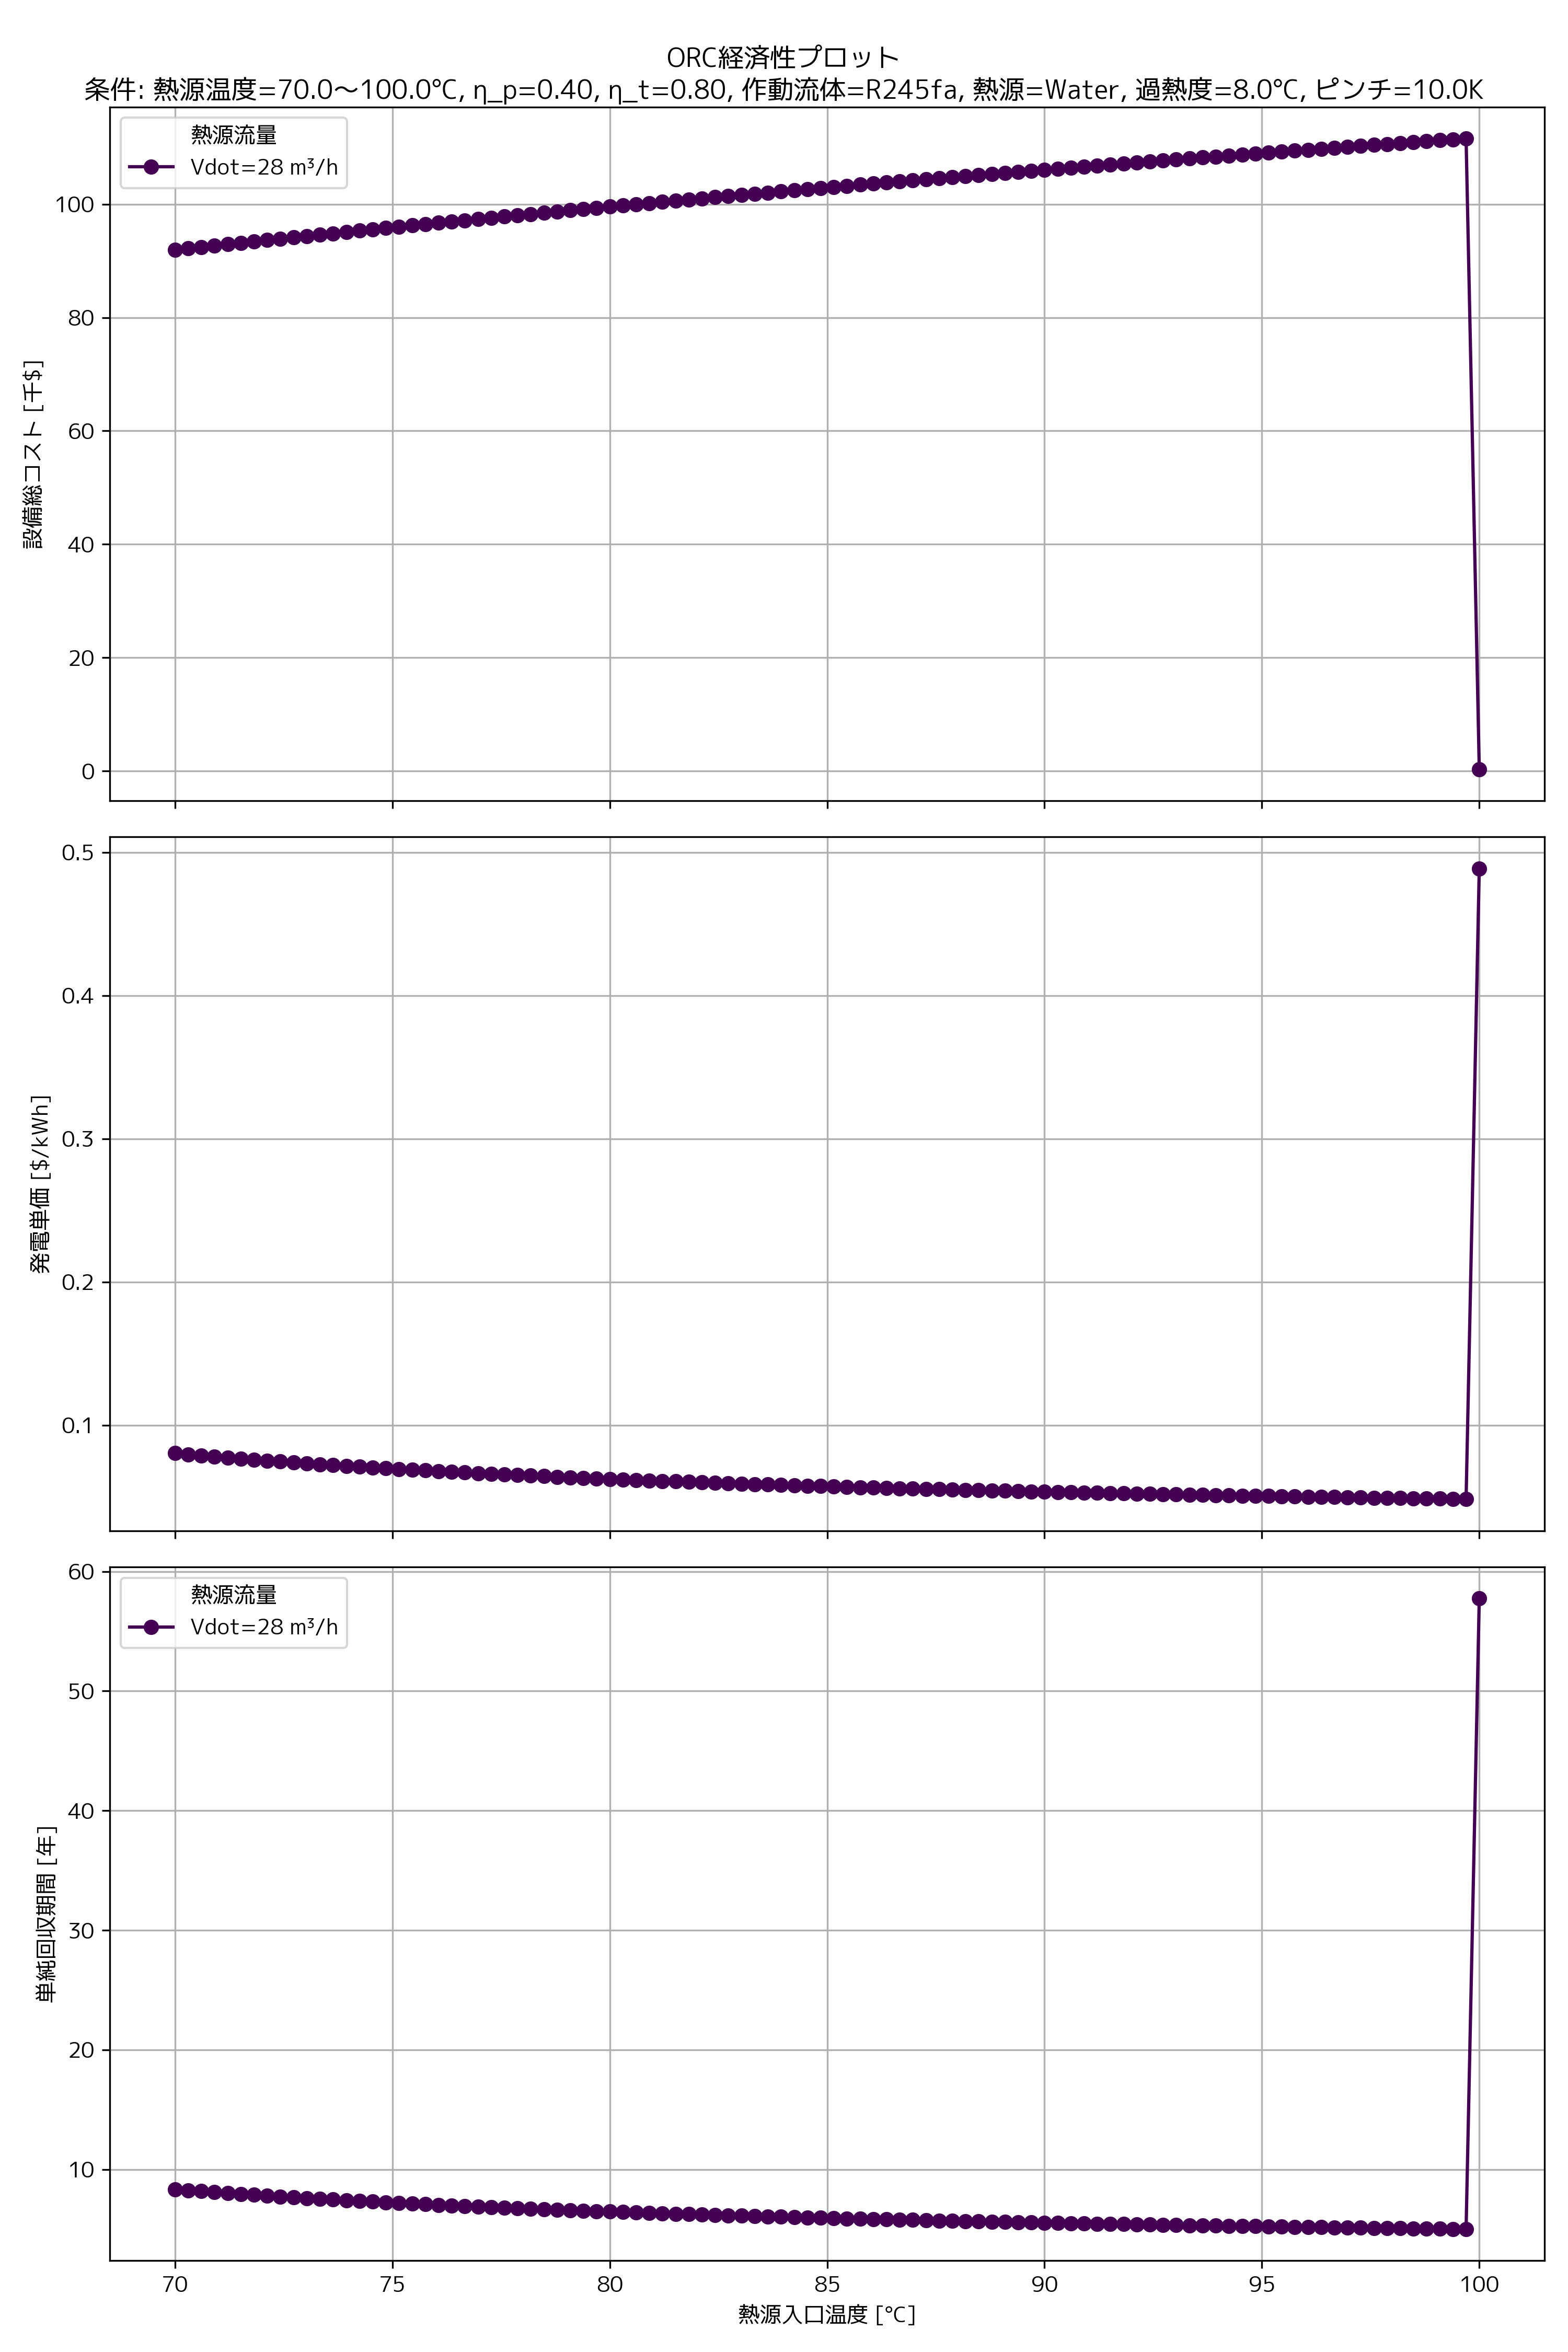 ORC経済性プロット
条件: 熱源温度=70.0～100.0℃, η_p=0.40, η_t=0.80, 作動流体=R245fa, 熱源=Water, 過熱度=8.0℃, ピンチ=10.0K
熱源流量
Vdot=28 m³/h
設備総コスト [千$]
100
80
60
40
20
0
発電単価 [$/kWh]
0.5
0.4
0.3
0.2
0.1
熱源流量
Vdot=28 m³/h
単純回収期間 [年]
60
50
40
30
20
10
70 75 80 85 90 95 100
熱源入口温度 [℃]